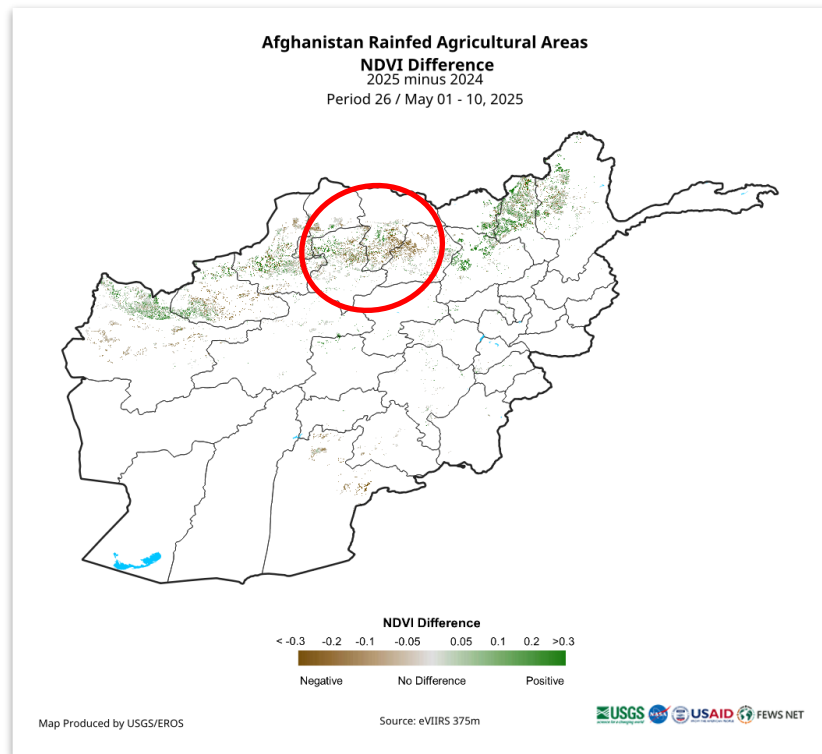 Afghanistan Rainfed Agricultural Areas
NDVI Difference
2025 minus 2024
Period 26 / May 01 - 10, 2025
NDVI Difference
< -0.3 -0.2 -0.1 -0.05 0.05 0.1 0.2 >0.3
Negative No Difference Positive
Map Produced by USGS/EROS
Source: eVIIRS 375m
USGS NASA USAID FEWS NET